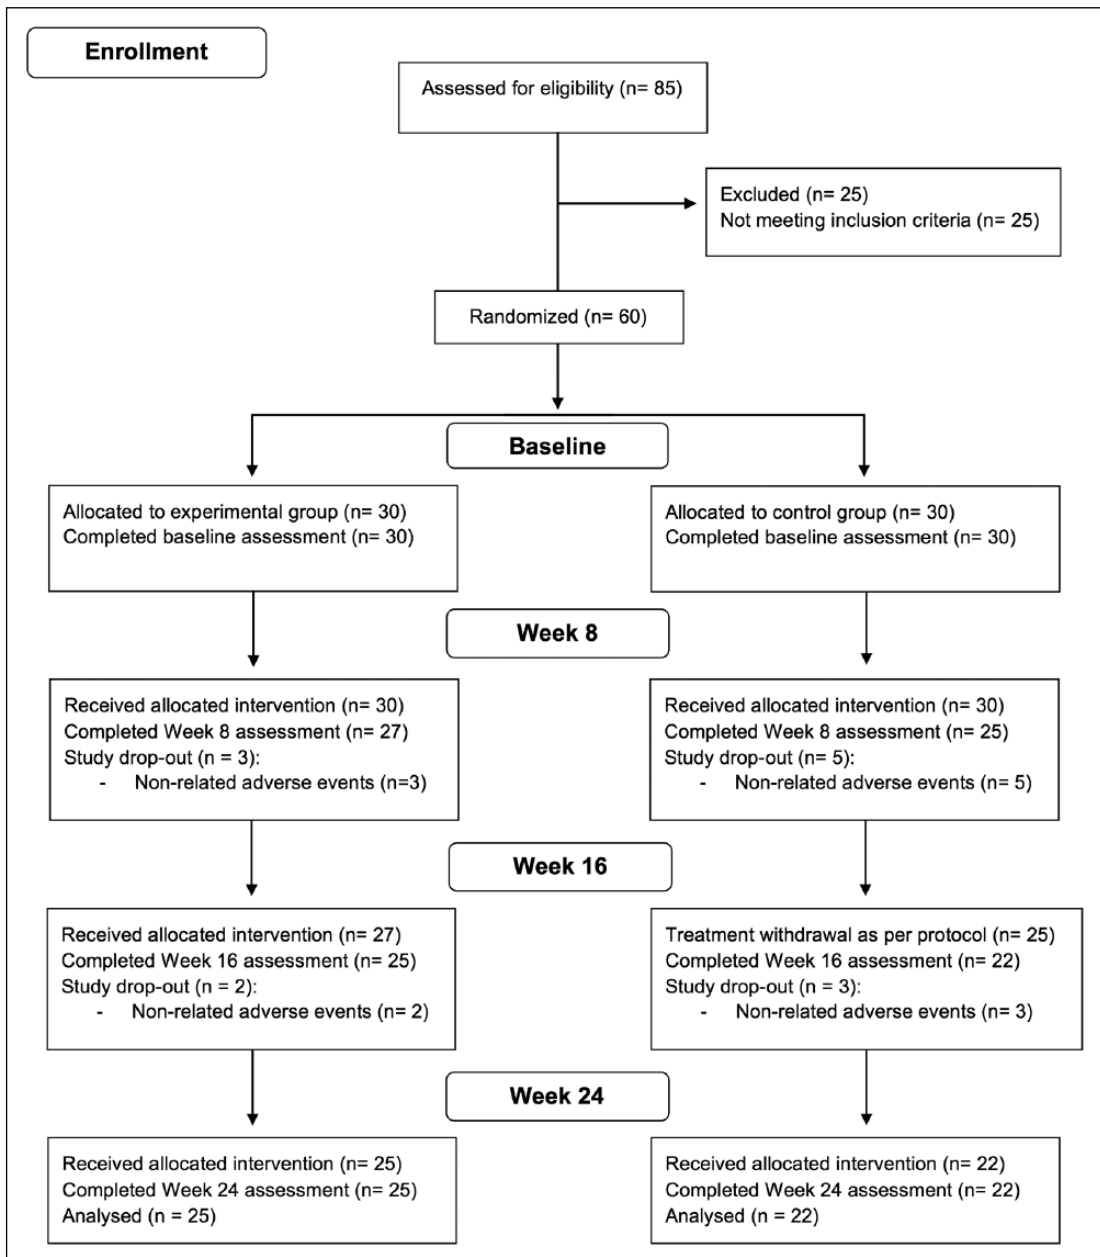 Enrollment
Assessed for eligibility (n= 85)
Excluded (n= 25)
Not meeting inclusion criteria (n= 25)
Randomized (n= 60)
Baseline
Allocated to experimental group (n= 30)
Completed baseline assessment (n= 30)
Allocated to control group (n= 30)
Completed baseline assessment (n= 30)
Week 8
Received allocated intervention (n= 30)
Completed Week 8 assessment (n= 27)
Study drop-out (n = 3):
- Non-related adverse events (n=3)
Received allocated intervention (n= 30)
Completed Week 8 assessment (n= 25)
Study drop-out (n= 5):
- Non-related adverse events (n= 5)
Week 16
Received allocated intervention (n= 27)
Completed Week 16 assessment (n= 25)
Study drop-out (n = 2):
- Non-related adverse events (n= 2)
Treatment withdrawal as per protocol (n= 25)
Completed Week 16 assessment (n= 22)
Study drop-out (n = 3):
- Non-related adverse events (n= 3)
Week 24
Received allocated intervention (n= 25)
Completed Week 24 assessment (n= 25)
Analysed (n = 25)
Received allocated intervention (n= 22)
Completed Week 24 assessment (n= 22)
Analysed (n = 22)